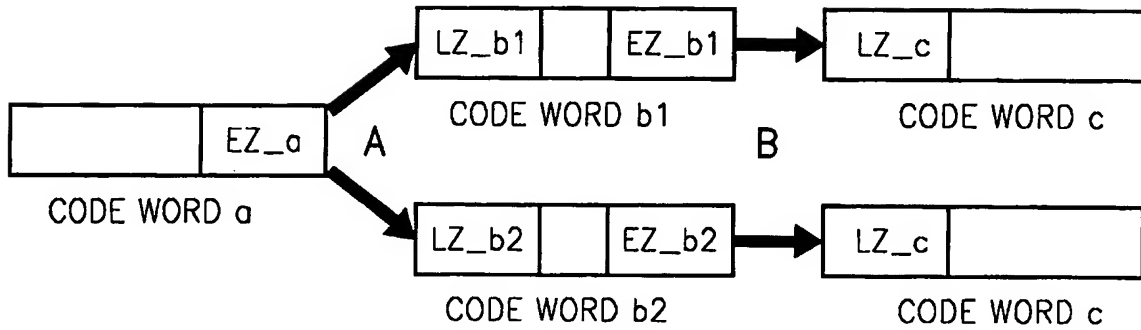 LZ_b1 EZ_b1 LZ_c
CODE WORD b1 CODE WORD c
EZ_a A B
CODE WORD a
LZ_b2 EZ_b2 LZ_c
CODE WORD b2 CODE WORD c